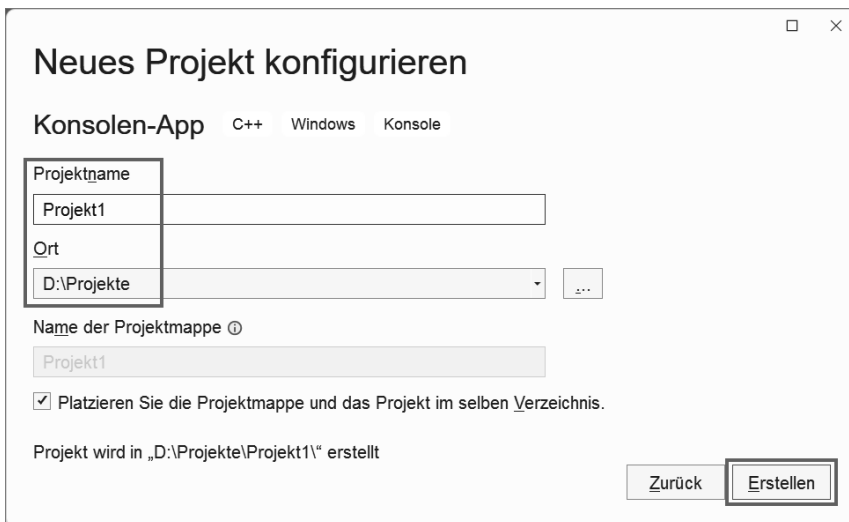 Neues Projekt konfigurieren
Konsolen-App C++ Windows Konsole
Projektname
Projekt1
Ort
D:\Projekte
...
Name der Projektmappe
Projekt1
Platzieren Sie die Projektmappe und das Projekt im selben Verzeichnis.
Projekt wird in „D:\Projekte\Projekt1\“ erstellt
Zurück Erstellen